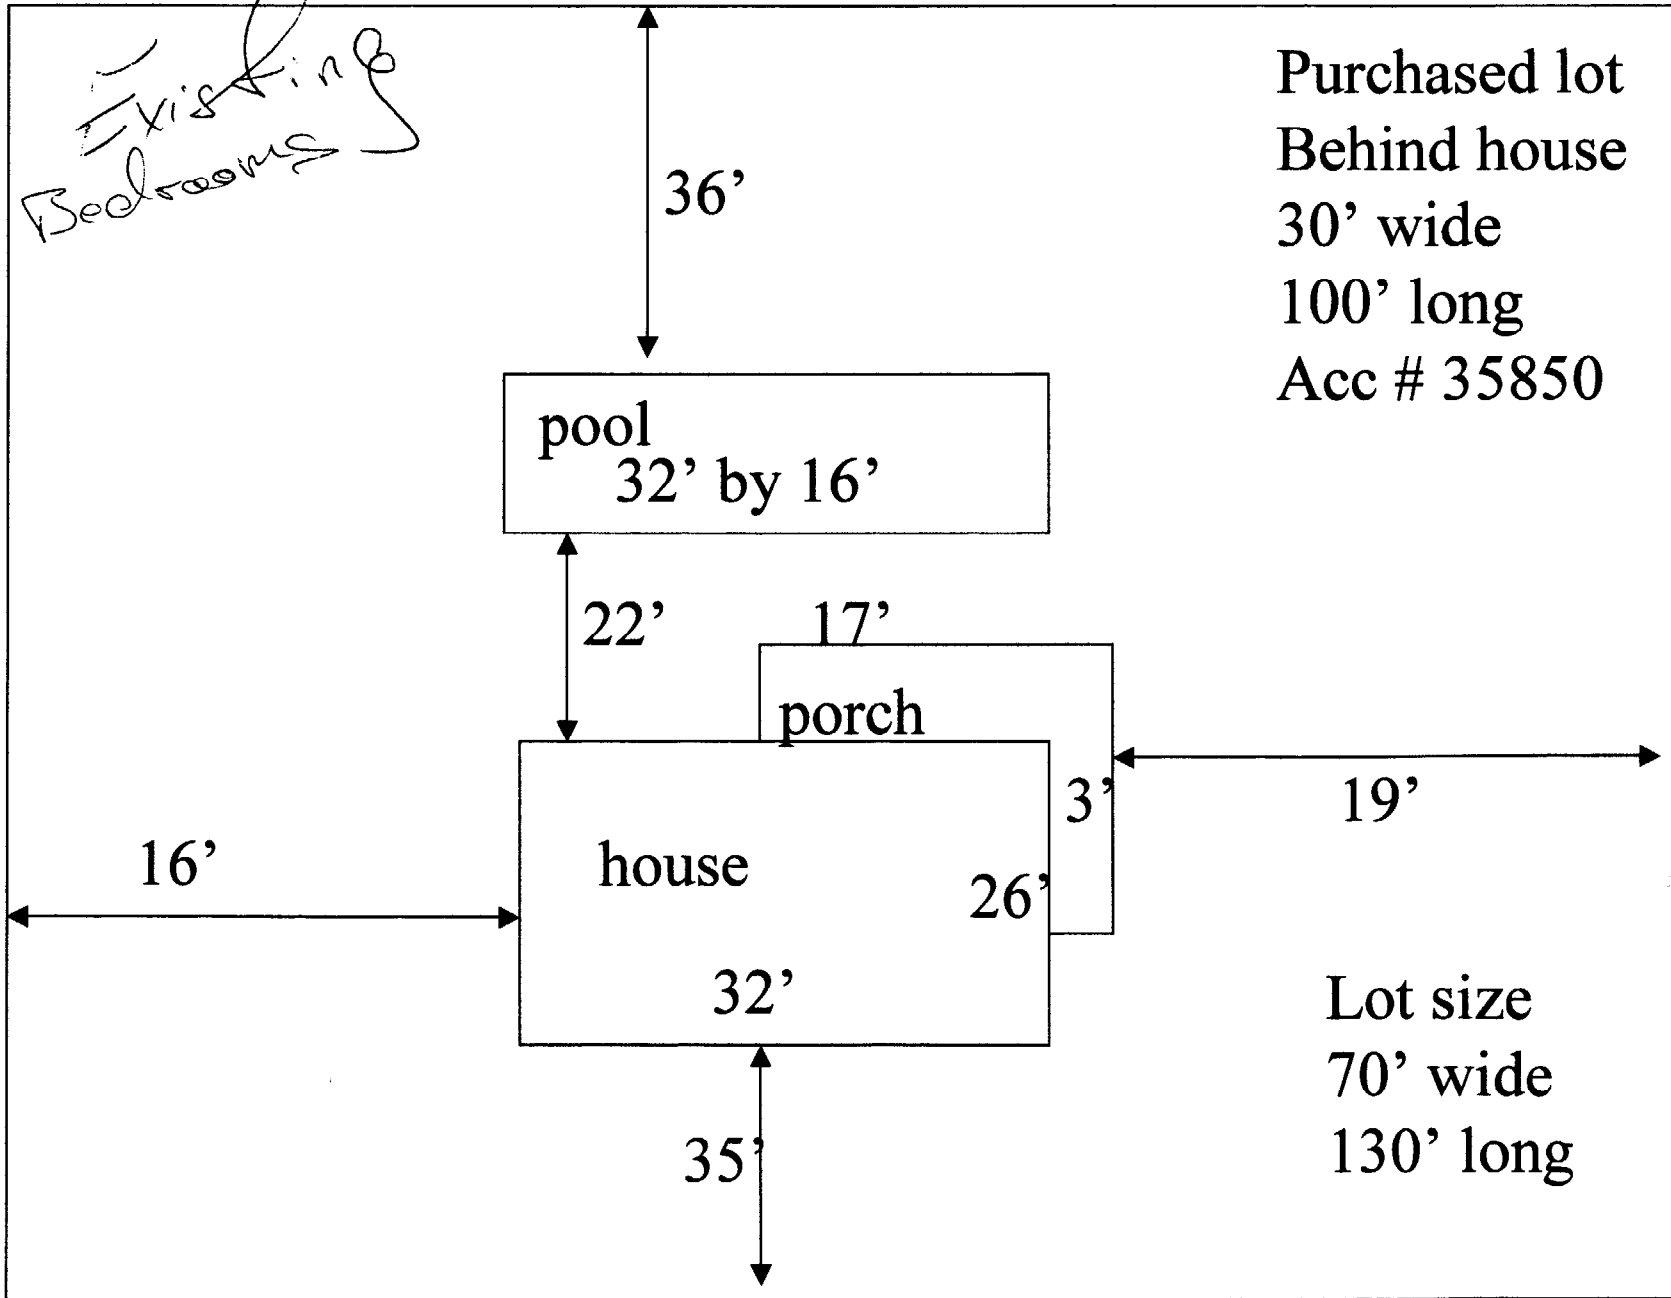 Existing
Bedrooms
36’
Purchased lot
Behind house
30’ wide
100’ long
Acc # 35850
pool
32’ by 16’
22’
17’
porch
3’
19’
16’
house
26’
32’
35’
Lot size
70’ wide
130’ long